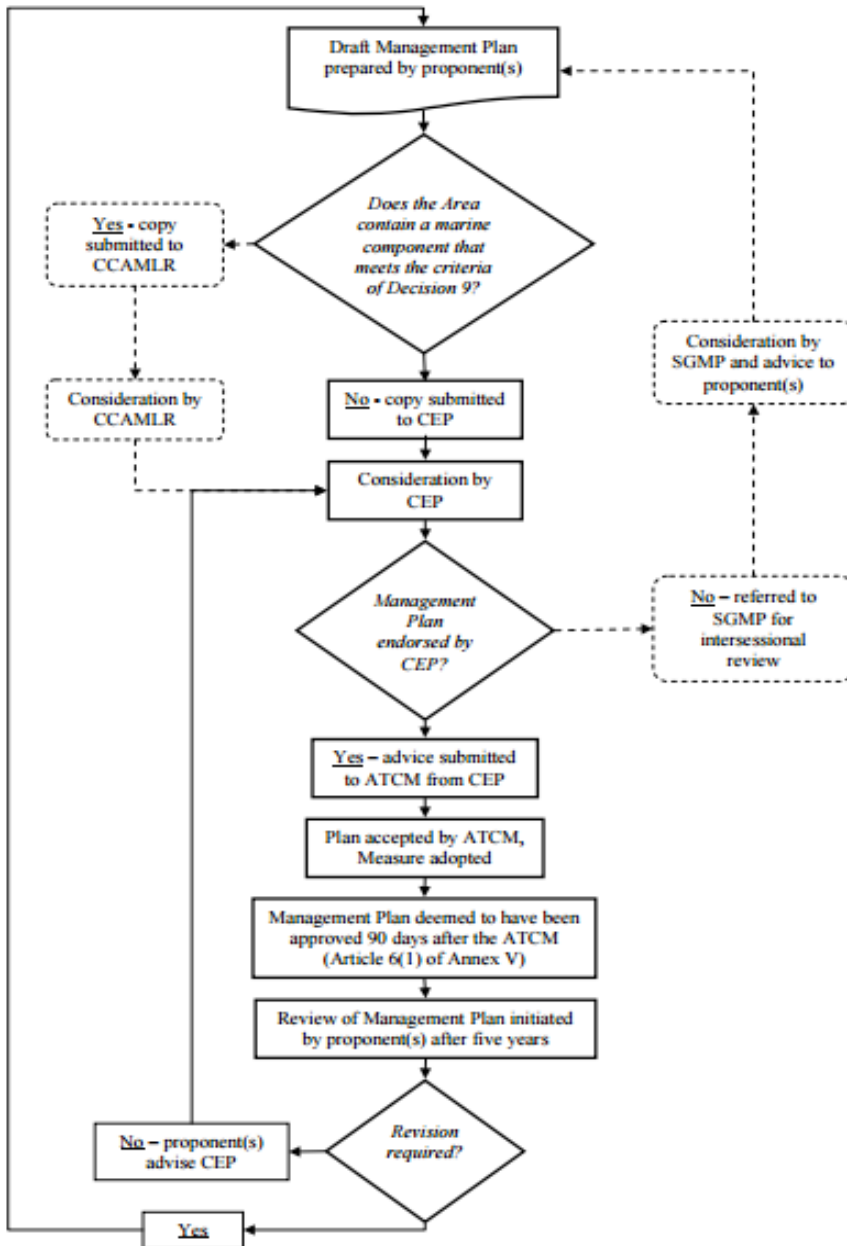 Draft Management Plan
prepared by proponent(s)
Does the Area
contain a marine
component that
meets the criteria
of Decision 9?
Yes - copy
submitted to
CCAMLR
Consideration by
CCAMLR
No - copy submitted
to CEP
Consideration by
CEP
Management
Plan
endorsed by
CEP?
No – referred to
SGMP for
intersessional
review
Consideration by
SGMP and advice to
proponent(s)
Yes – advice submitted
to ATCM from CEP
Plan accepted by ATCM,
Measure adopted
Management Plan deemed to have been
approved 90 days after the ATCM
(Article 6(1) of Annex V)
Review of Management Plan initiated
by proponent(s) after five years
Revision
required?
No – proponent(s)
advise CEP
Yes